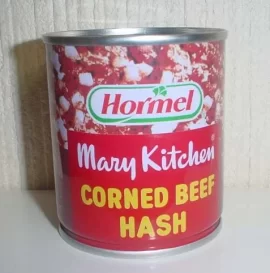 Hormel
Mary Kitchen
CORNED BEEF
HASH